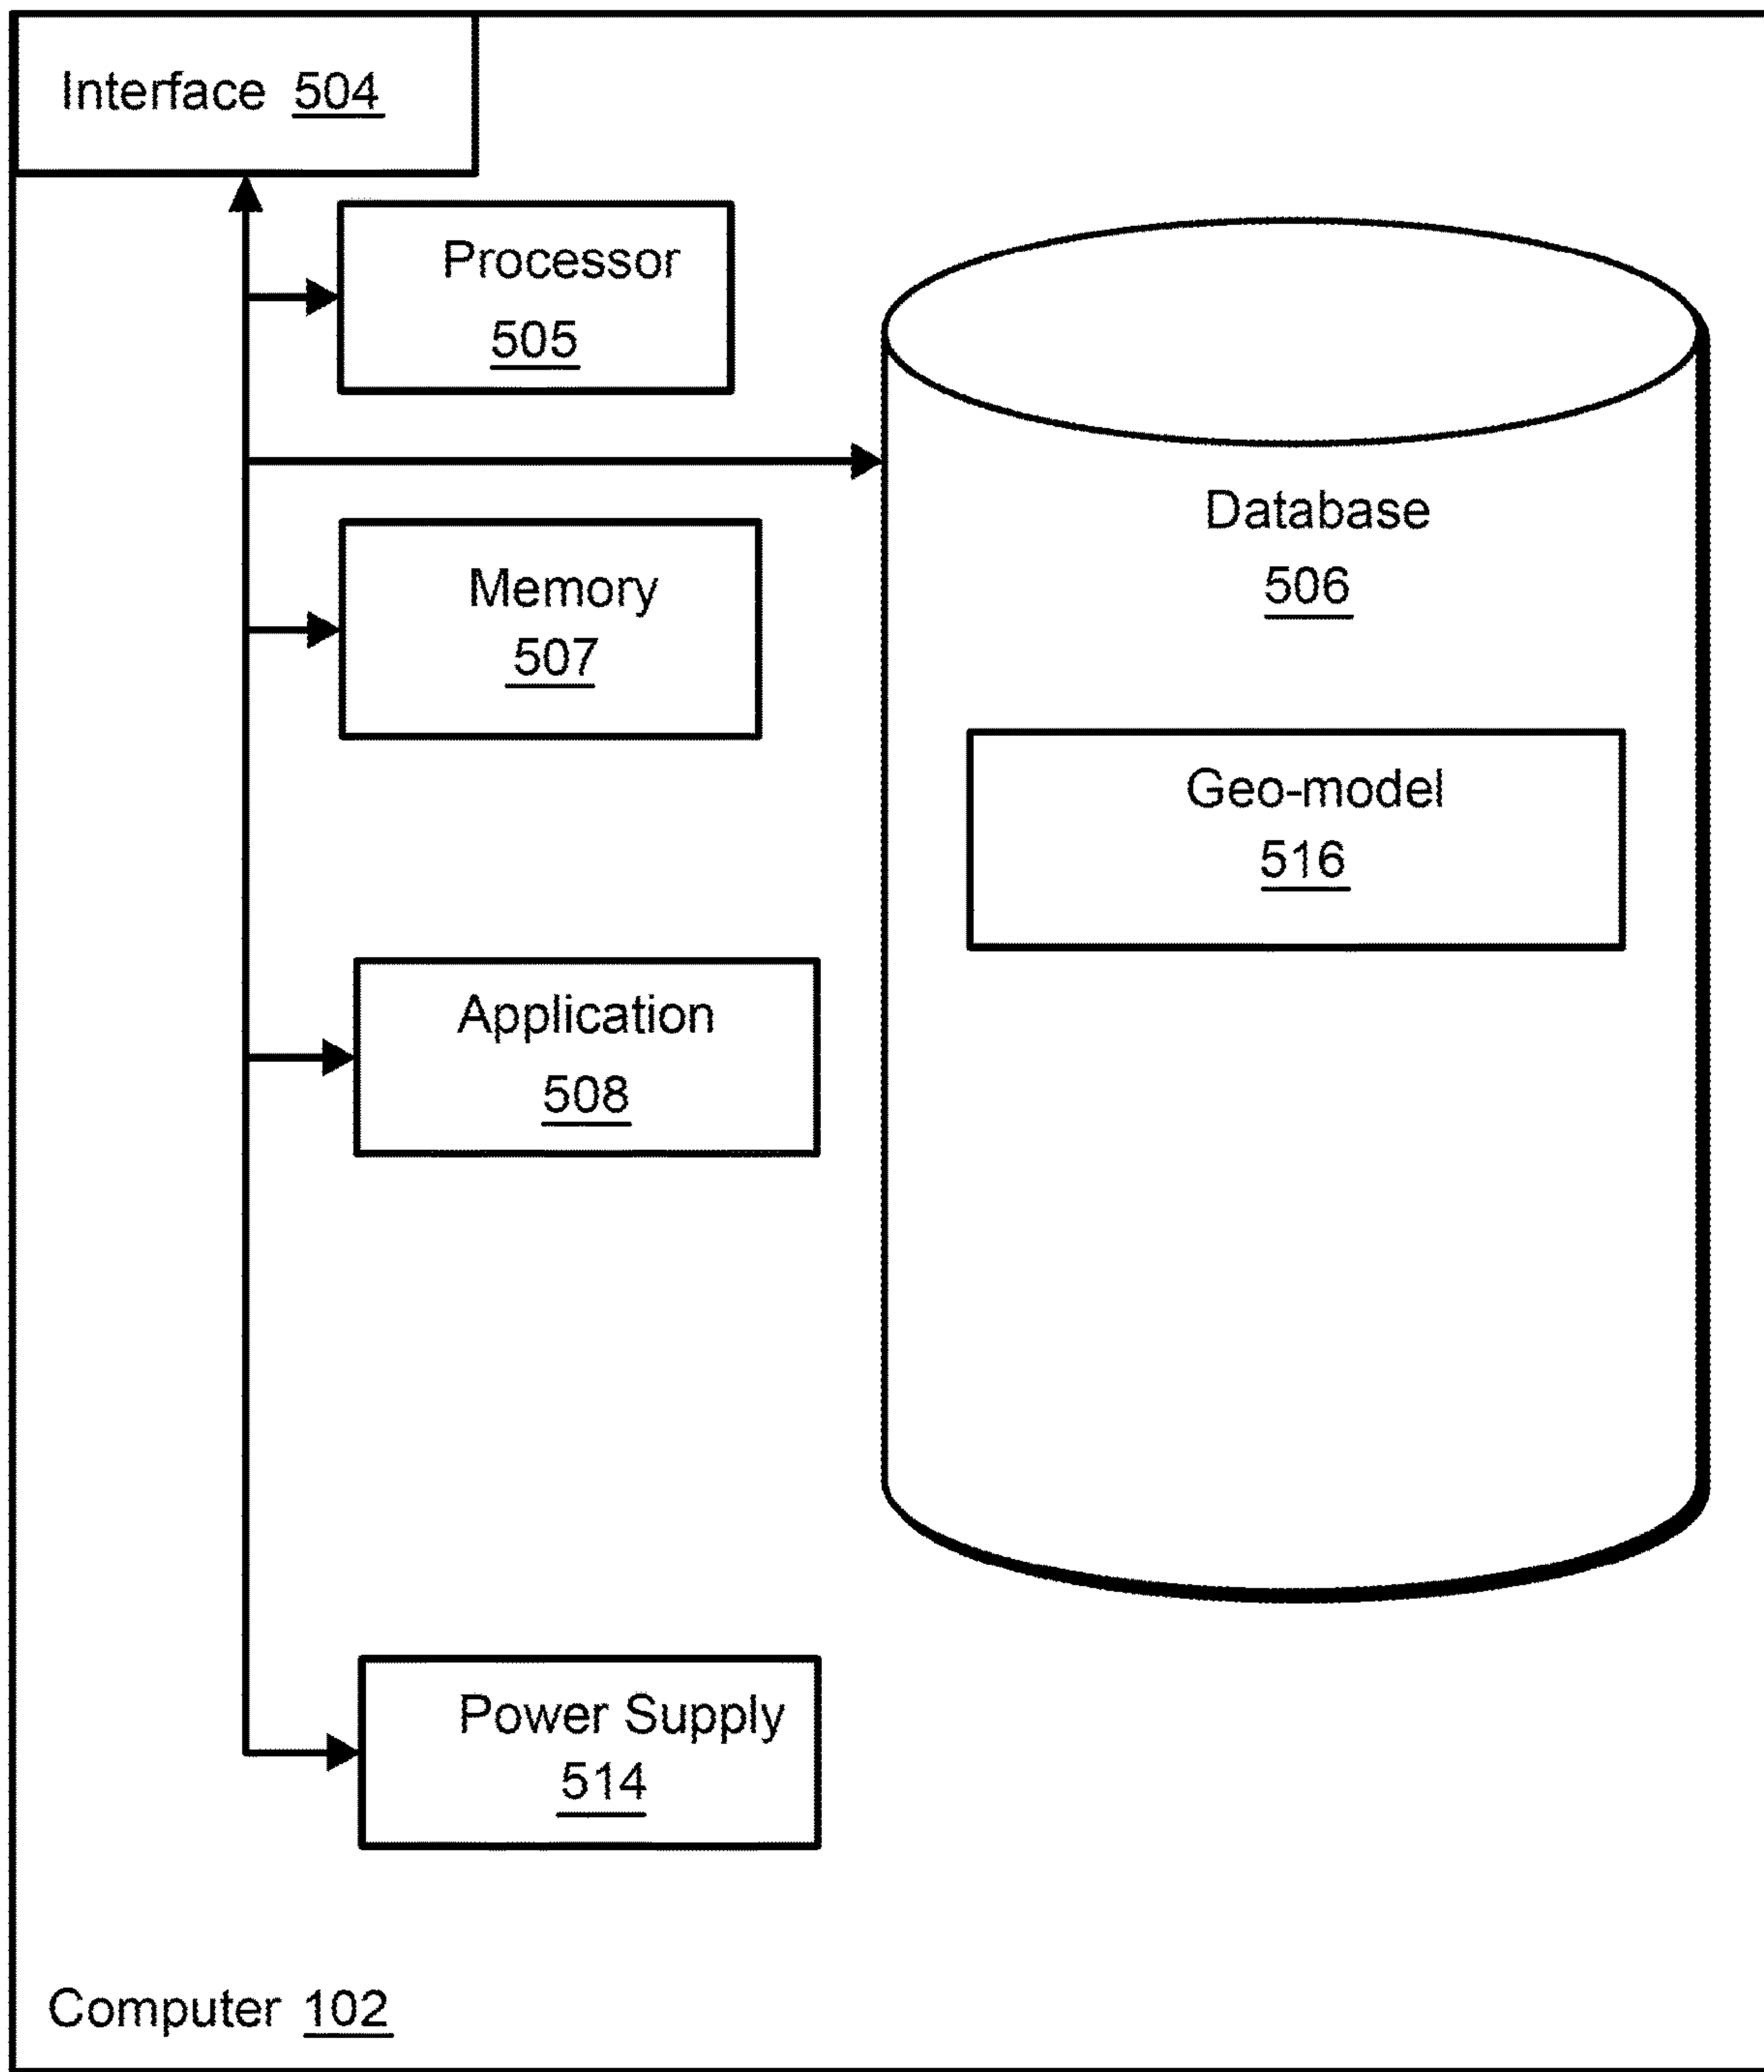 Interface 504
Processor
505
Database
506
Memory
507
Geo-model
516
Application
508
Power Supply
514
Computer 102